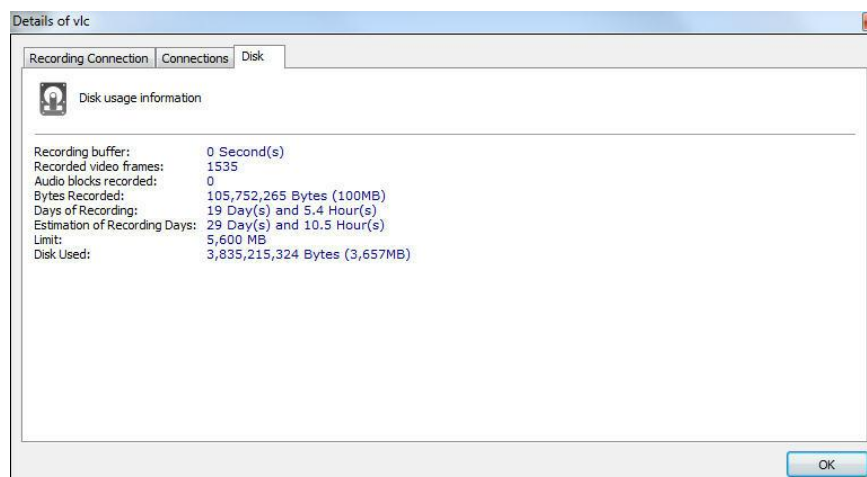 Details of vlc
Recording Connection Connections Disk
Disk usage information
Recording buffer: 0 Second(s)
Recorded video frames: 1535
Audio blocks recorded: 0
Bytes Recorded: 105,752,265 Bytes (100MB)
Days of Recording: 19 Day(s) and 5.4 Hour(s)
Estimation of Recording Days: 29 Day(s) and 10.5 Hour(s)
Limit: 5,600 MB
Disk Used: 3,835,215,324 Bytes (3,657MB)
OK